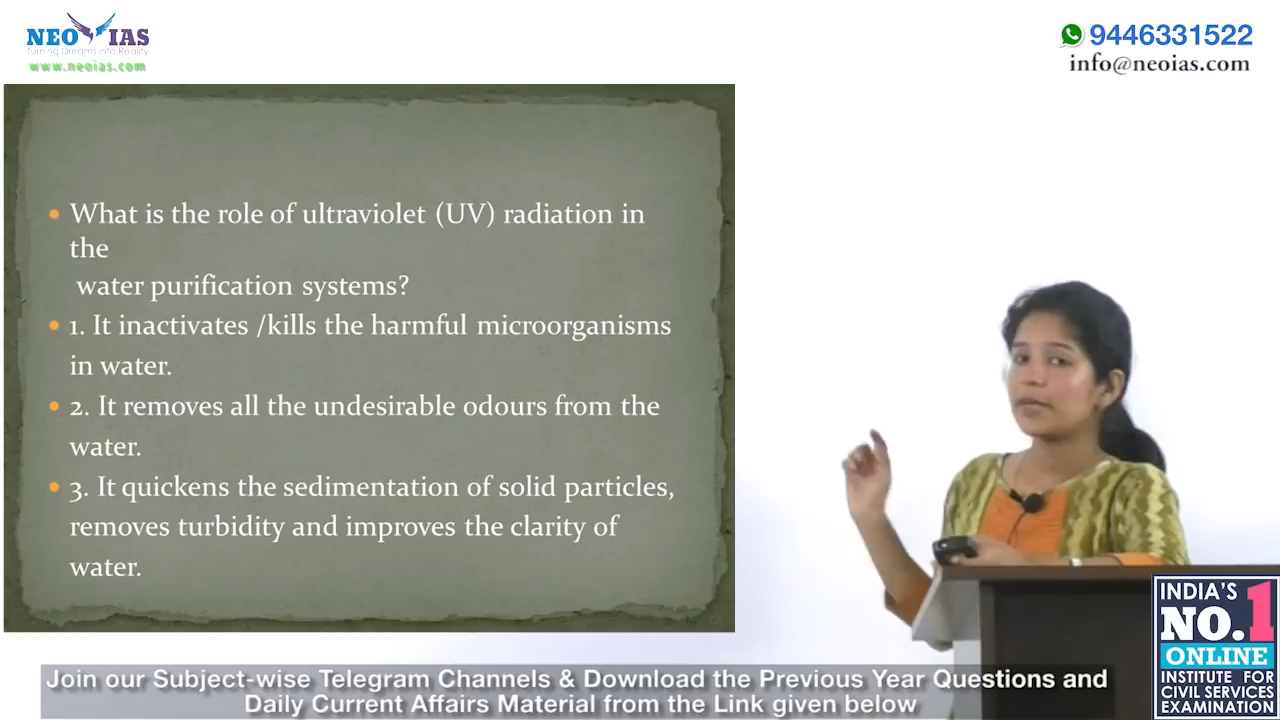 NEO IAS
Turning Dreams into Reality
www.neoias.com
9446331522
info@neoias.com
• What is the role of ultraviolet (UV) radiation in
the
water purification systems?
• 1. It inactivates /kills the harmful microorganisms
in water.
• 2. It removes all the undesirable odours from the
water.
• 3. It quickens the sedimentation of solid particles,
removes turbidity and improves the clarity of
water.
INDIA'S
NO.1
ONLINE
INSTITUTE FOR
CIVIL SERVICES
EXAMINATION
Join our Subject-wise Telegram Channels & Download the Previous Year Questions and
Daily Current Affairs Material from the Link given below